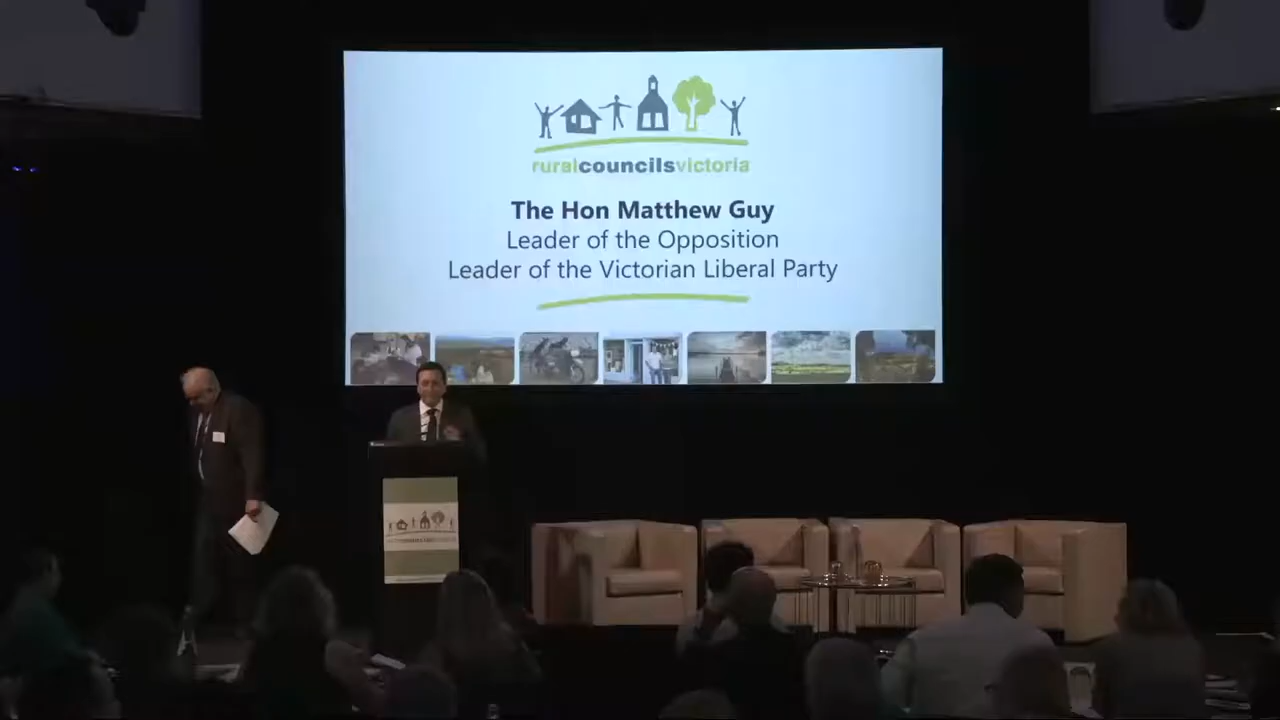 ruralcouncilsvictoria
The Hon Matthew Guy
Leader of the Opposition
Leader of the Victorian Liberal Party